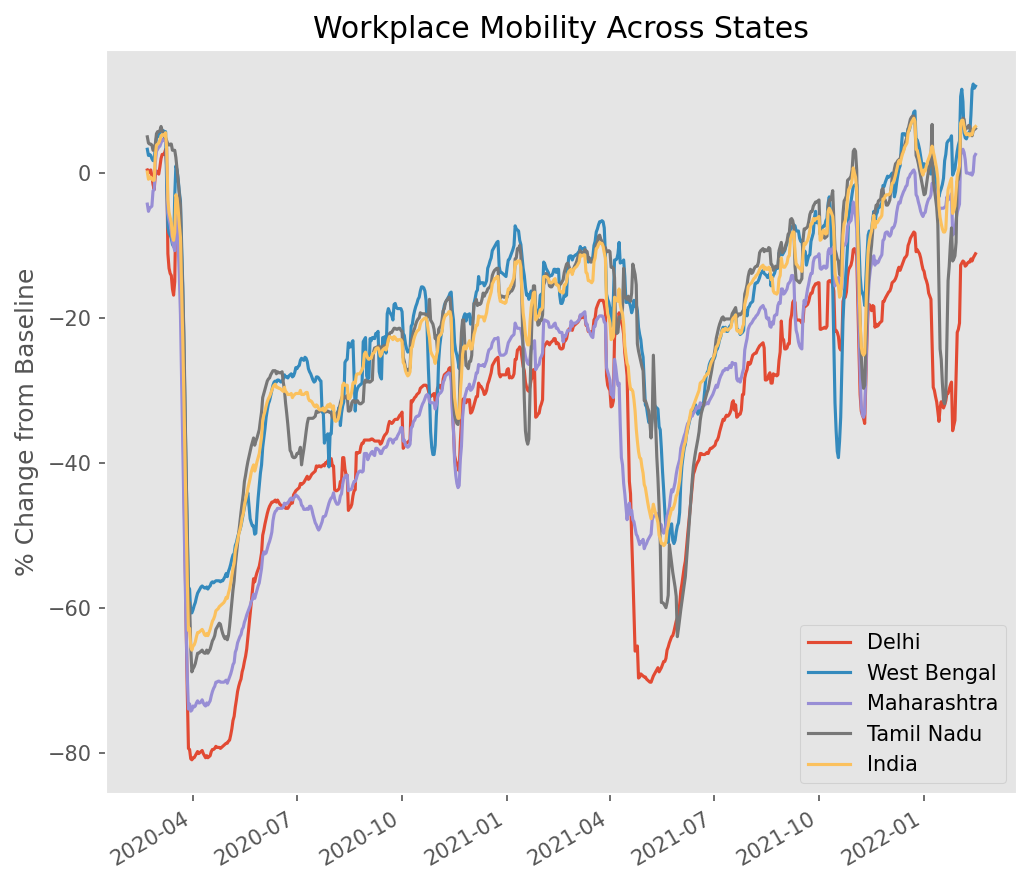 Workplace Mobility Across States
% Change from Baseline
0
−20
−40
−60
−80
2020-04
2020-07
2020-10
2021-01
2021-04
2021-07
2021-10
2022-01
Delhi
West Bengal
Maharashtra
Tamil Nadu
India